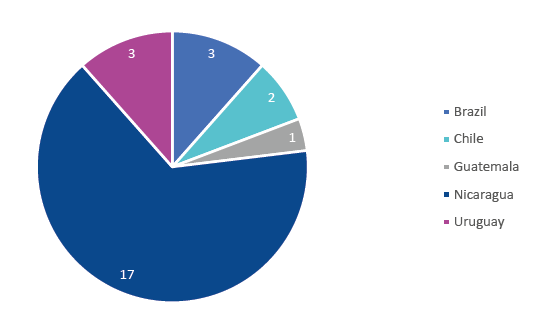 3
3
2
1
17
Brazil
Chile
Guatemala
Nicaragua
Uruguay